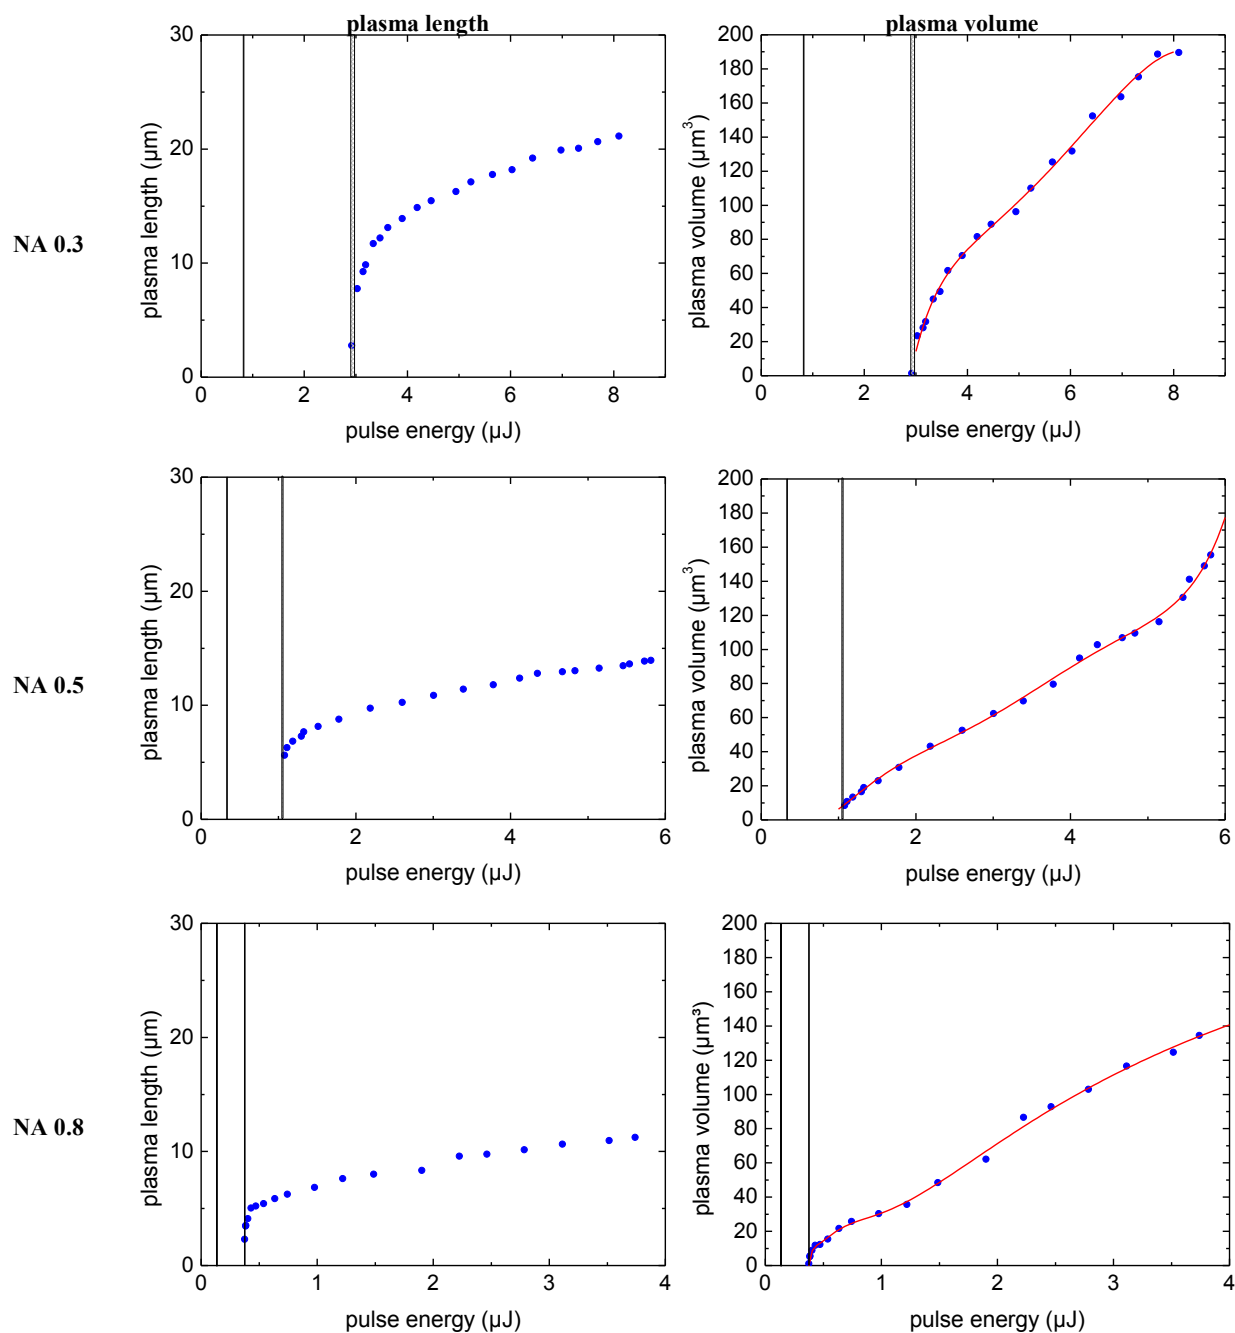 plasma length
plasma volume
NA 0.3
30
20
10
0
plasma length (µm)
0 2 4 6 8
pulse energy (µJ)
200
180
160
140
120
100
80
60
40
20
0
plasma volume (µm³)
0 2 4 6 8
pulse energy (µJ)
NA 0.5
30
20
10
0
plasma length (µm)
0 2 4 6
pulse energy (µJ)
200
180
160
140
120
100
80
60
40
20
0
plasma volume (µm³)
0 2 4 6
pulse energy (µJ)
NA 0.8
30
20
10
0
plasma length (µm)
0 1 2 3 4
pulse energy (µJ)
200
180
160
140
120
100
80
60
40
20
0
plasma volume (µm³)
0 1 2 3 4
pulse energy (µJ)